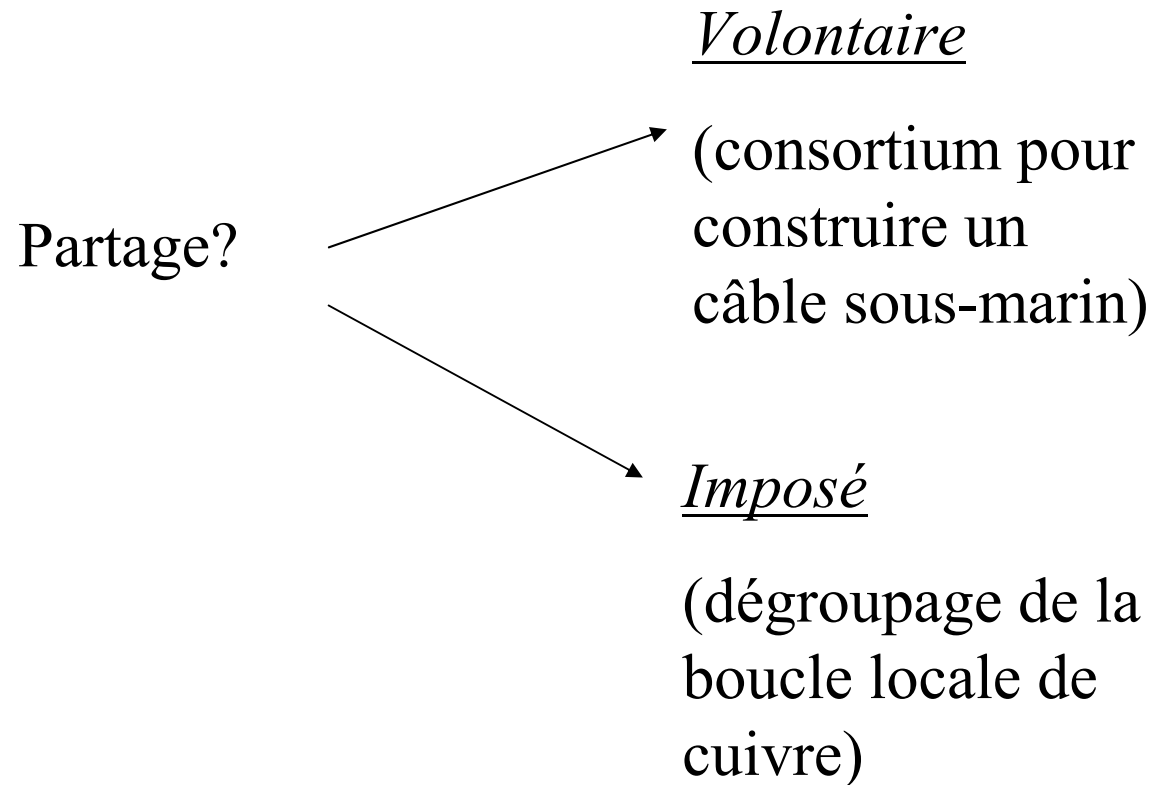 Partage?
Volontaire
(consortium pour
construire un
câble sous-marin)
Imposé
(dégroupage de la
boucle locale de
cuivre)